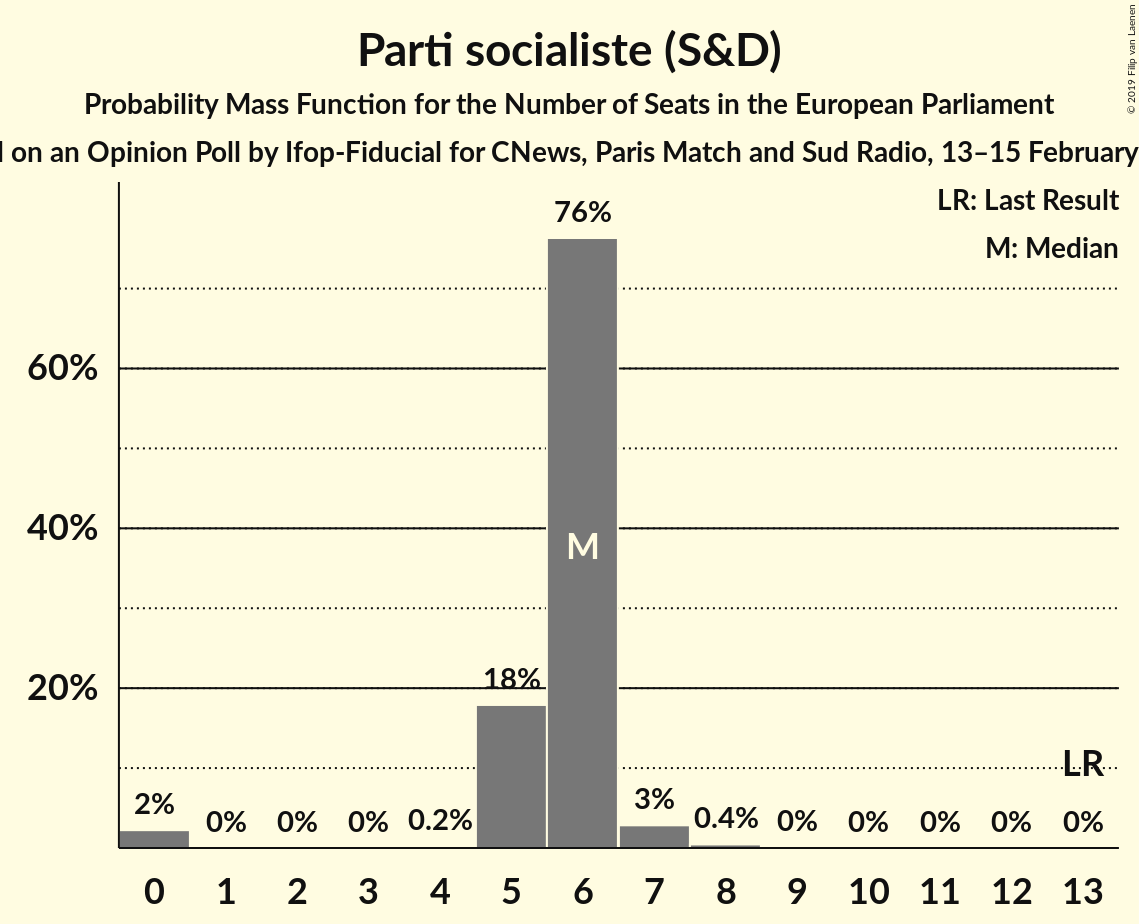 Parti socialiste (S&D)
Probability Mass Function for the Number of Seats in the European Parliament
on an Opinion Poll by Ifop-Fiducial for CNews, Paris Match and Sud Radio, 13–15 February
© 2019 Filip van Laenen
LR: Last Result
M: Median
76%
60%
40%
M
18%
20%
LR
2%
0%
0%
0%
0.2%
3%
0.4%
0%
0%
0%
0%
0%
0 1 2 3 4 5 6 7 8 9 10 11 12 13